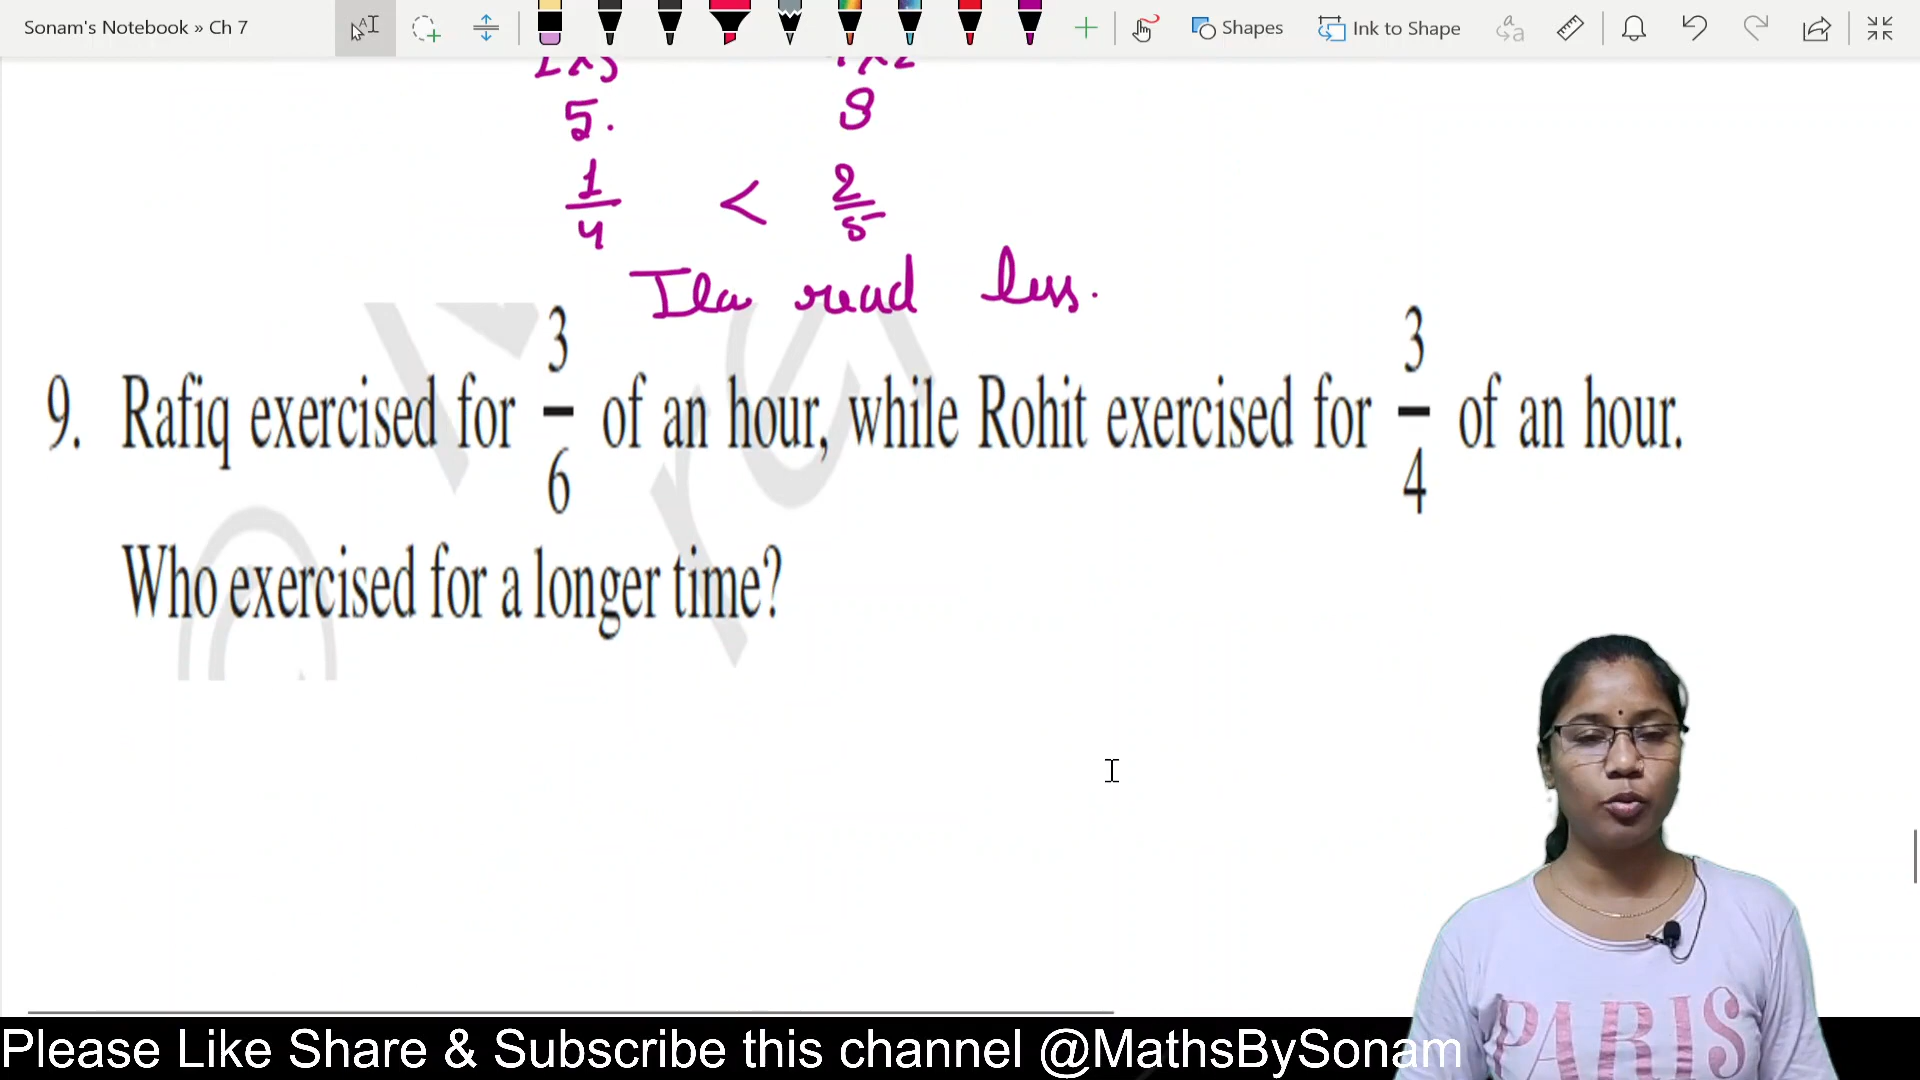 Sonam's Notebook » Ch 7
Shapes
Ink to Shape
5. 8
1/4 < 2/5
Ila read less.
9. Rafiq exercised for 3/6 of an hour, while Rohit exercised for 3/4 of an hour.
Who exercised for a longer time?
PARIS
Please Like Share & Subscribe this channel @MathsBySonam